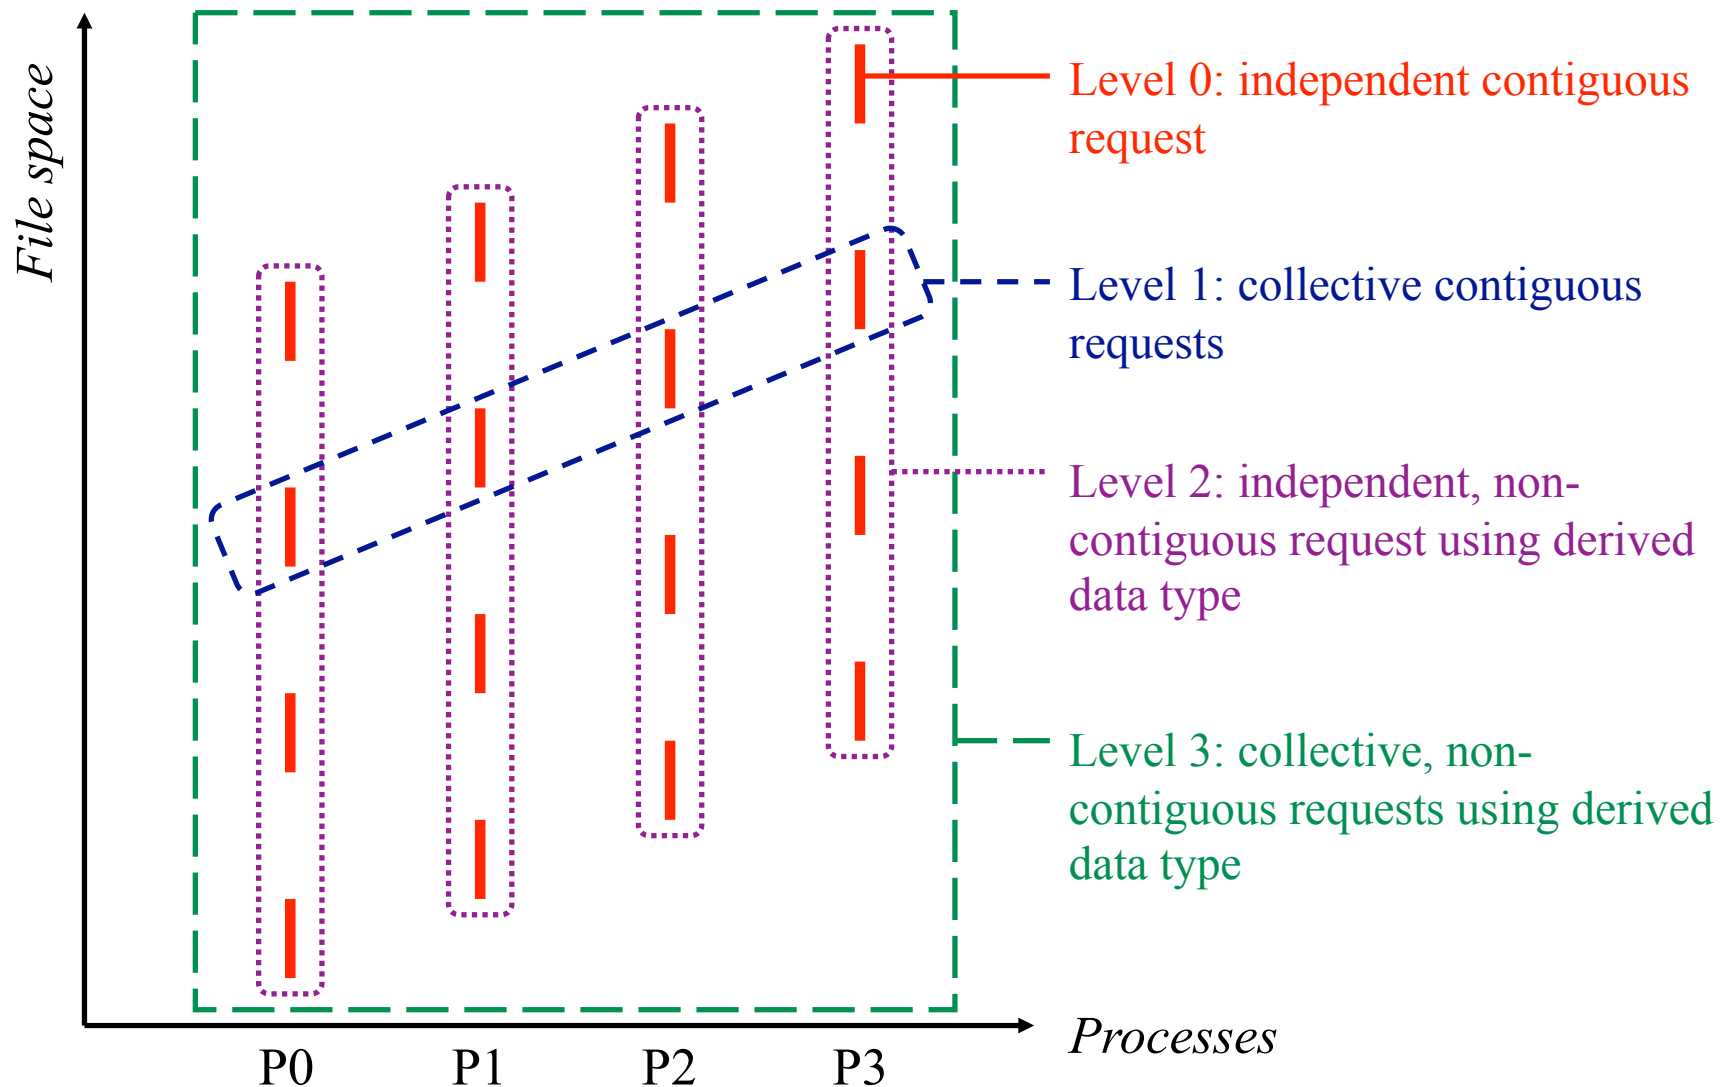 File space
Level 0: independent contiguous
request
Level 1: collective contiguous
requests
Level 2: independent, non-
contiguous request using derived
data type
Level 3: collective, non-
contiguous requests using derived
data type
Processes
P0 P1 P2 P3